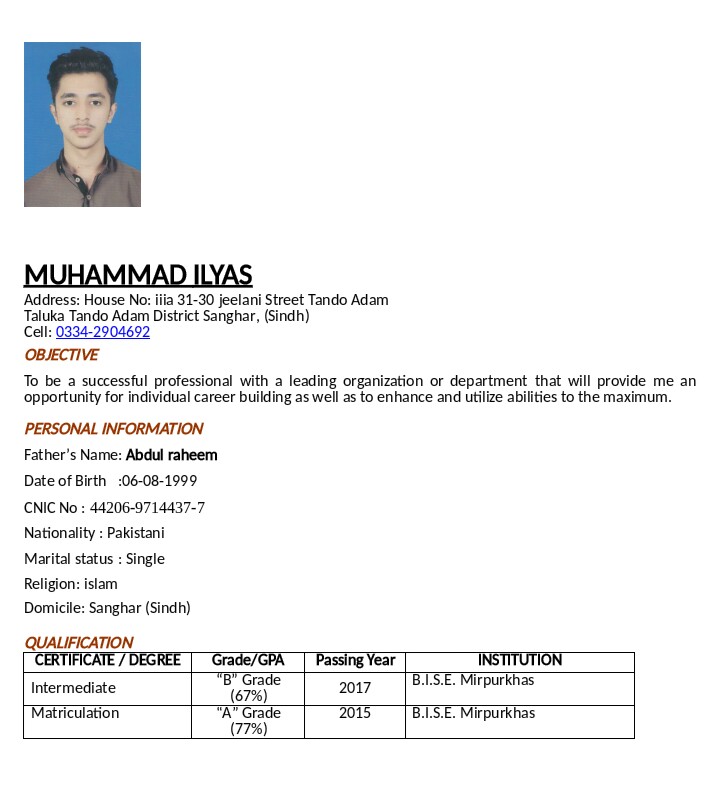 MUHAMMAD ILYAS
Address: House No: iiia 31-30 jeelani Street Tando Adam
Taluka Tando Adam District Sanghar, (Sindh)
Cell: 0334-2904692
OBJECTIVE
To be a successful professional with a leading organization or department that will provide me an
opportunity for individual career building as well as to enhance and utilize abilities to the maximum.
PERSONAL INFORMATION
Father’s Name: Abdul raheem
Date of Birth :06-08-1999
CNIC No : 44206-9714437-7
Nationality : Pakistani
Marital status : Single
Religion: islam
Domicile: Sanghar (Sindh)
QUALIFICATION
CERTIFICATE / DEGREE Grade/GPA Passing Year INSTITUTION
Intermediate “B” Grade (67%) 2017 B.I.S.E. Mirpurkhas
Matriculation “A” Grade (77%) 2015 B.I.S.E. Mirpurkhas